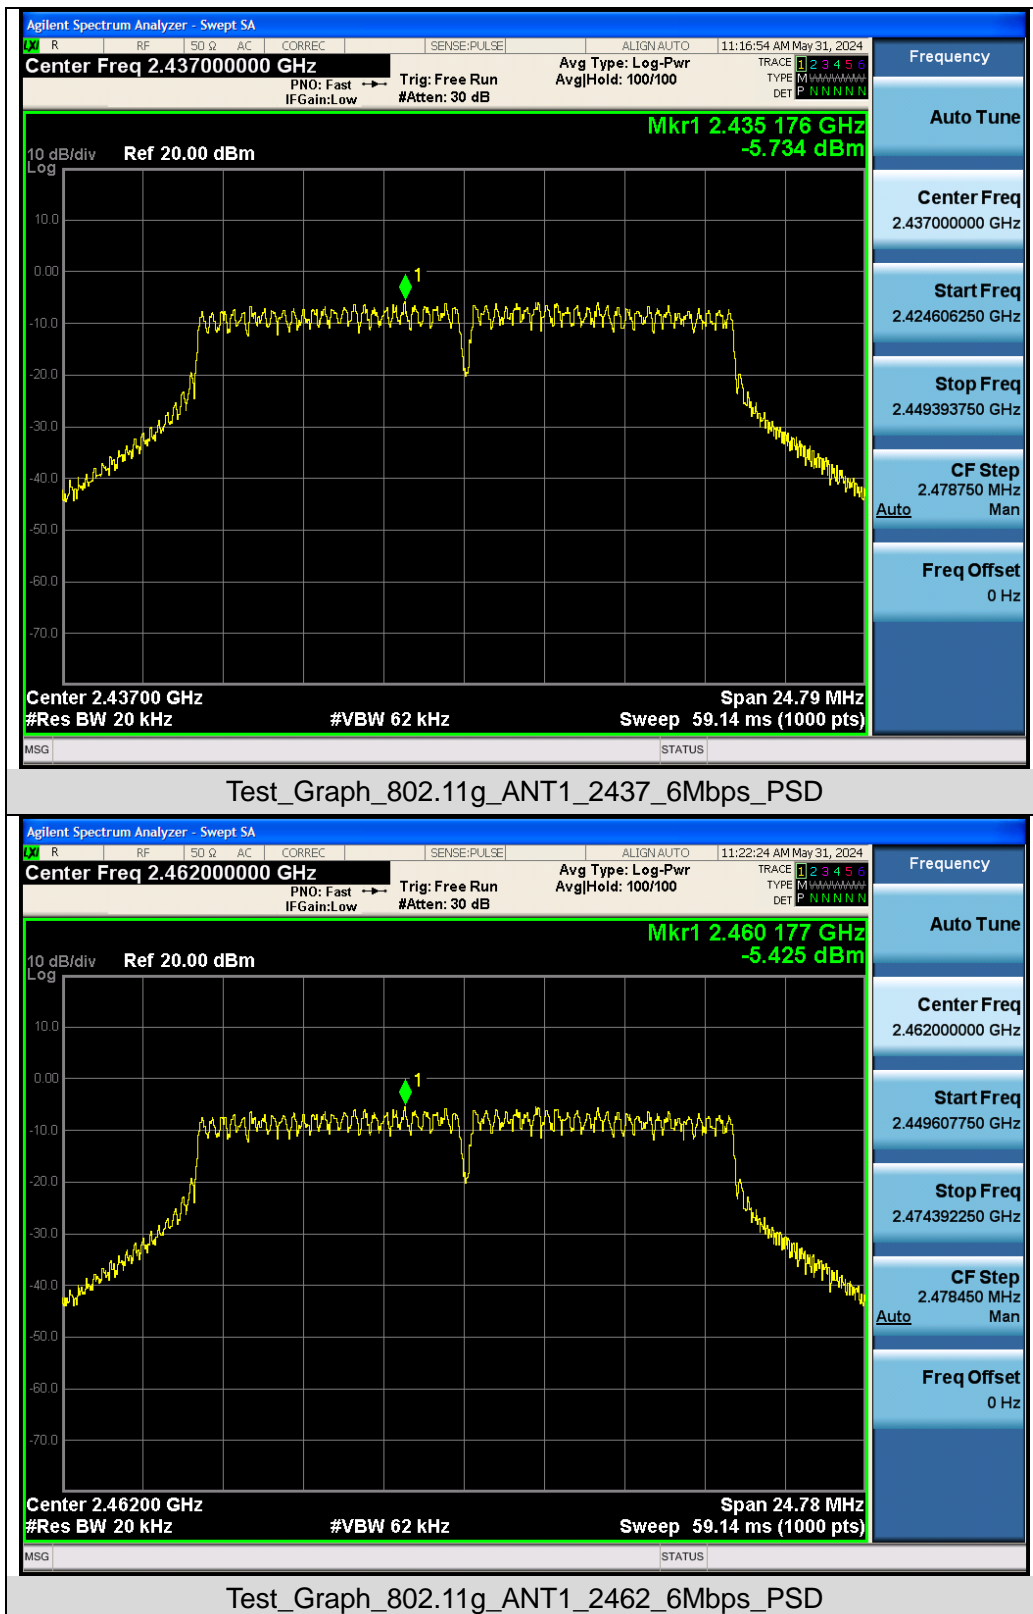 Agilent Spectrum Analyzer - Swept SA
LXI R RF 50 Ω AC CORREC SENSE:PULSE ALIGN AUTO 11:16:54 AM May 31, 2024
Center Freq 2.437000000 GHz
PNO: Fast
IFGain:Low
Trig: Free Run
#Atten: 30 dB
Avg Type: Log-Pwr
Avg|Hold: 100/100
TRACE 1 2 3 4 5 6
TYPE M
DET P N N N N N
Mkr1 2.435 176 GHz
-5.734 dBm
10 dB/div Ref 20.00 dBm
Log
10.0
0.00
-10.0
-20.0
-30.0
-40.0
-50.0
-60.0
-70.0
1
Center 2.43700 GHz Span 24.79 MHz
#Res BW 20 kHz #VBW 62 kHz Sweep 59.14 ms (1000 pts)
MSG STATUS
Frequency
Auto Tune
Center Freq
2.437000000 GHz
Start Freq
2.424606250 GHz
Stop Freq
2.449393750 GHz
CF Step
2.478750 MHz
Auto Man
Freq Offset
0 Hz
Test_Graph_802.11g_ANT1_2437_6Mbps_PSD
Agilent Spectrum Analyzer - Swept SA
LXI R RF 50 Ω AC CORREC SENSE:PULSE ALIGN AUTO 11:22:24 AM May 31, 2024
Center Freq 2.462000000 GHz
PNO: Fast
IFGain:Low
Trig: Free Run
#Atten: 30 dB
Avg Type: Log-Pwr
Avg|Hold: 100/100
TRACE 1 2 3 4 5 6
TYPE M
DET P N N N N N
Mkr1 2.460 177 GHz
-5.425 dBm
10 dB/div Ref 20.00 dBm
Log
10.0
0.00
-10.0
-20.0
-30.0
-40.0
-50.0
-60.0
-70.0
1
Center 2.46200 GHz Span 24.78 MHz
#Res BW 20 kHz #VBW 62 kHz Sweep 59.14 ms (1000 pts)
MSG STATUS
Frequency
Auto Tune
Center Freq
2.462000000 GHz
Start Freq
2.449607750 GHz
Stop Freq
2.474392250 GHz
CF Step
2.478450 MHz
Auto Man
Freq Offset
0 Hz
Test_Graph_802.11g_ANT1_2462_6Mbps_PSD